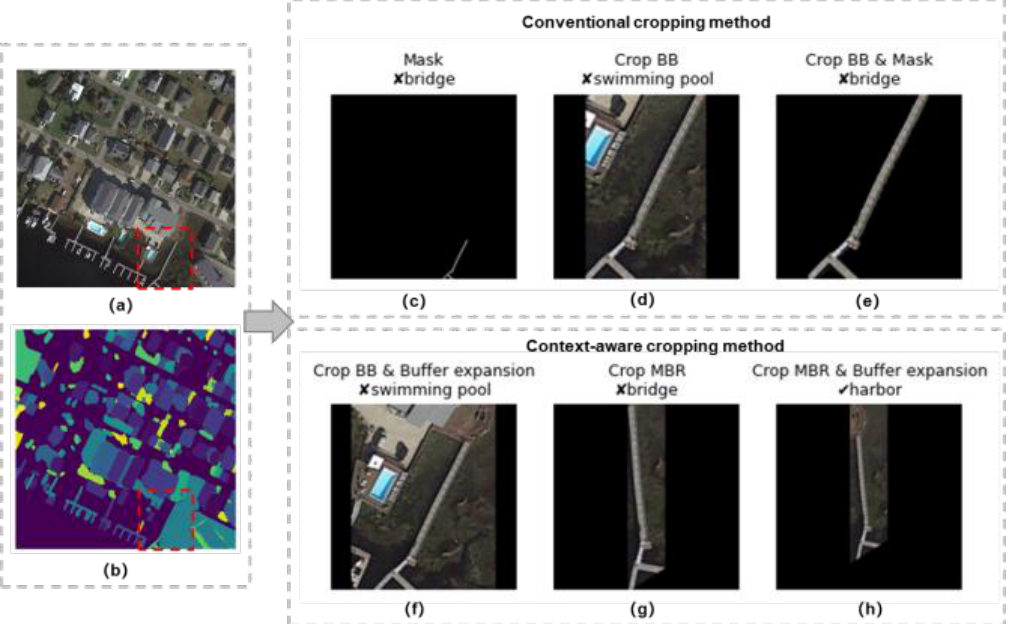 Conventional cropping method
Mask
✘bridge
Crop BB
✘swimming pool
Crop BB & Mask
✘bridge
(a)
(c)
(d)
(e)
Context-aware cropping method
Crop BB & Buffer expansion
✘swimming pool
Crop MBR
✘bridge
Crop MBR & Buffer expansion
✔harbor
(b)
(f)
(g)
(h)